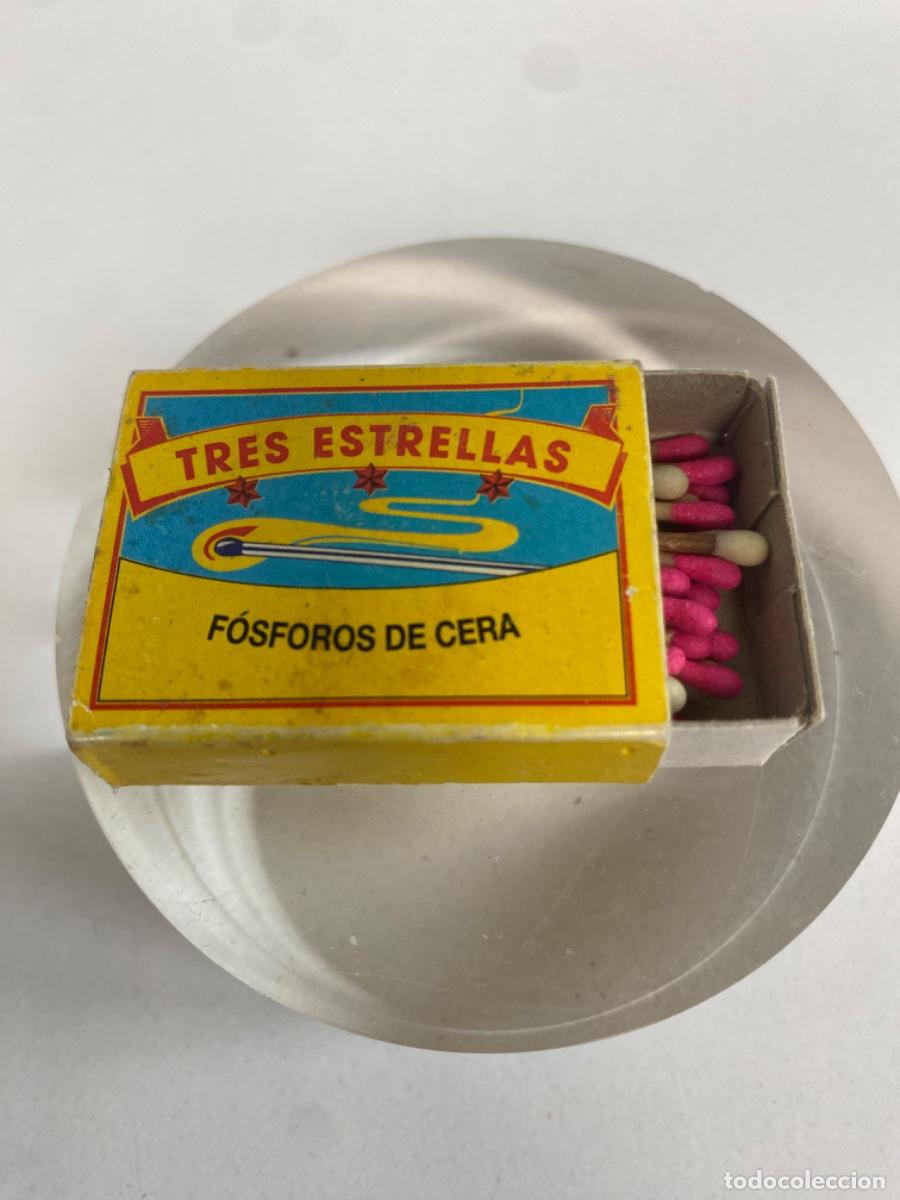 TRES ESTRELLAS
FÓSFOROS DE CERA
todocoleccion